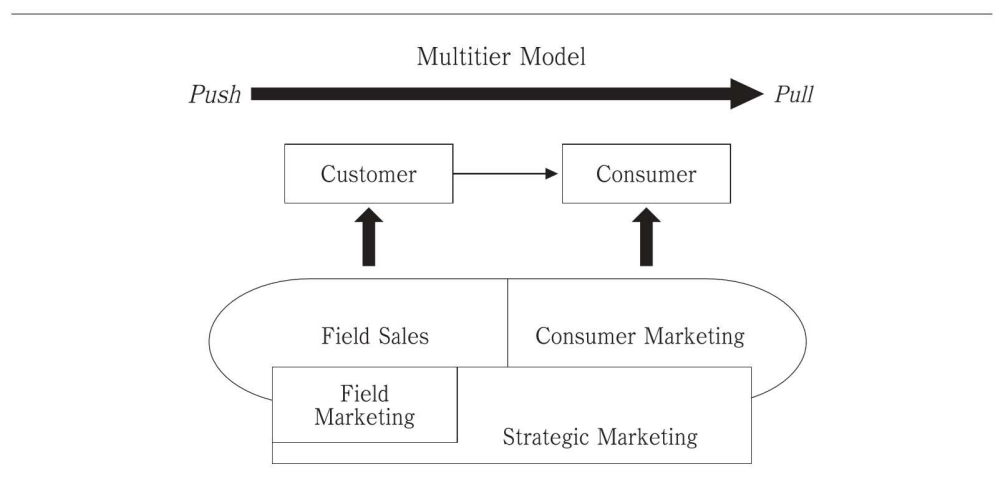 Multitier Model
Push
Pull
Customer
Consumer
Field Sales
Consumer Marketing
Field
Marketing
Strategic Marketing